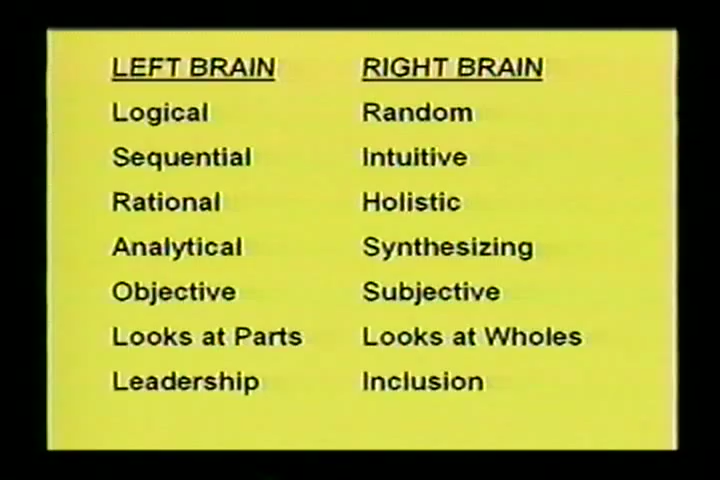 LEFT BRAIN RIGHT BRAIN
Logical Random
Sequential Intuitive
Rational Holistic
Analytical Synthesizing
Objective Subjective
Looks at Parts Looks at Wholes
Leadership Inclusion